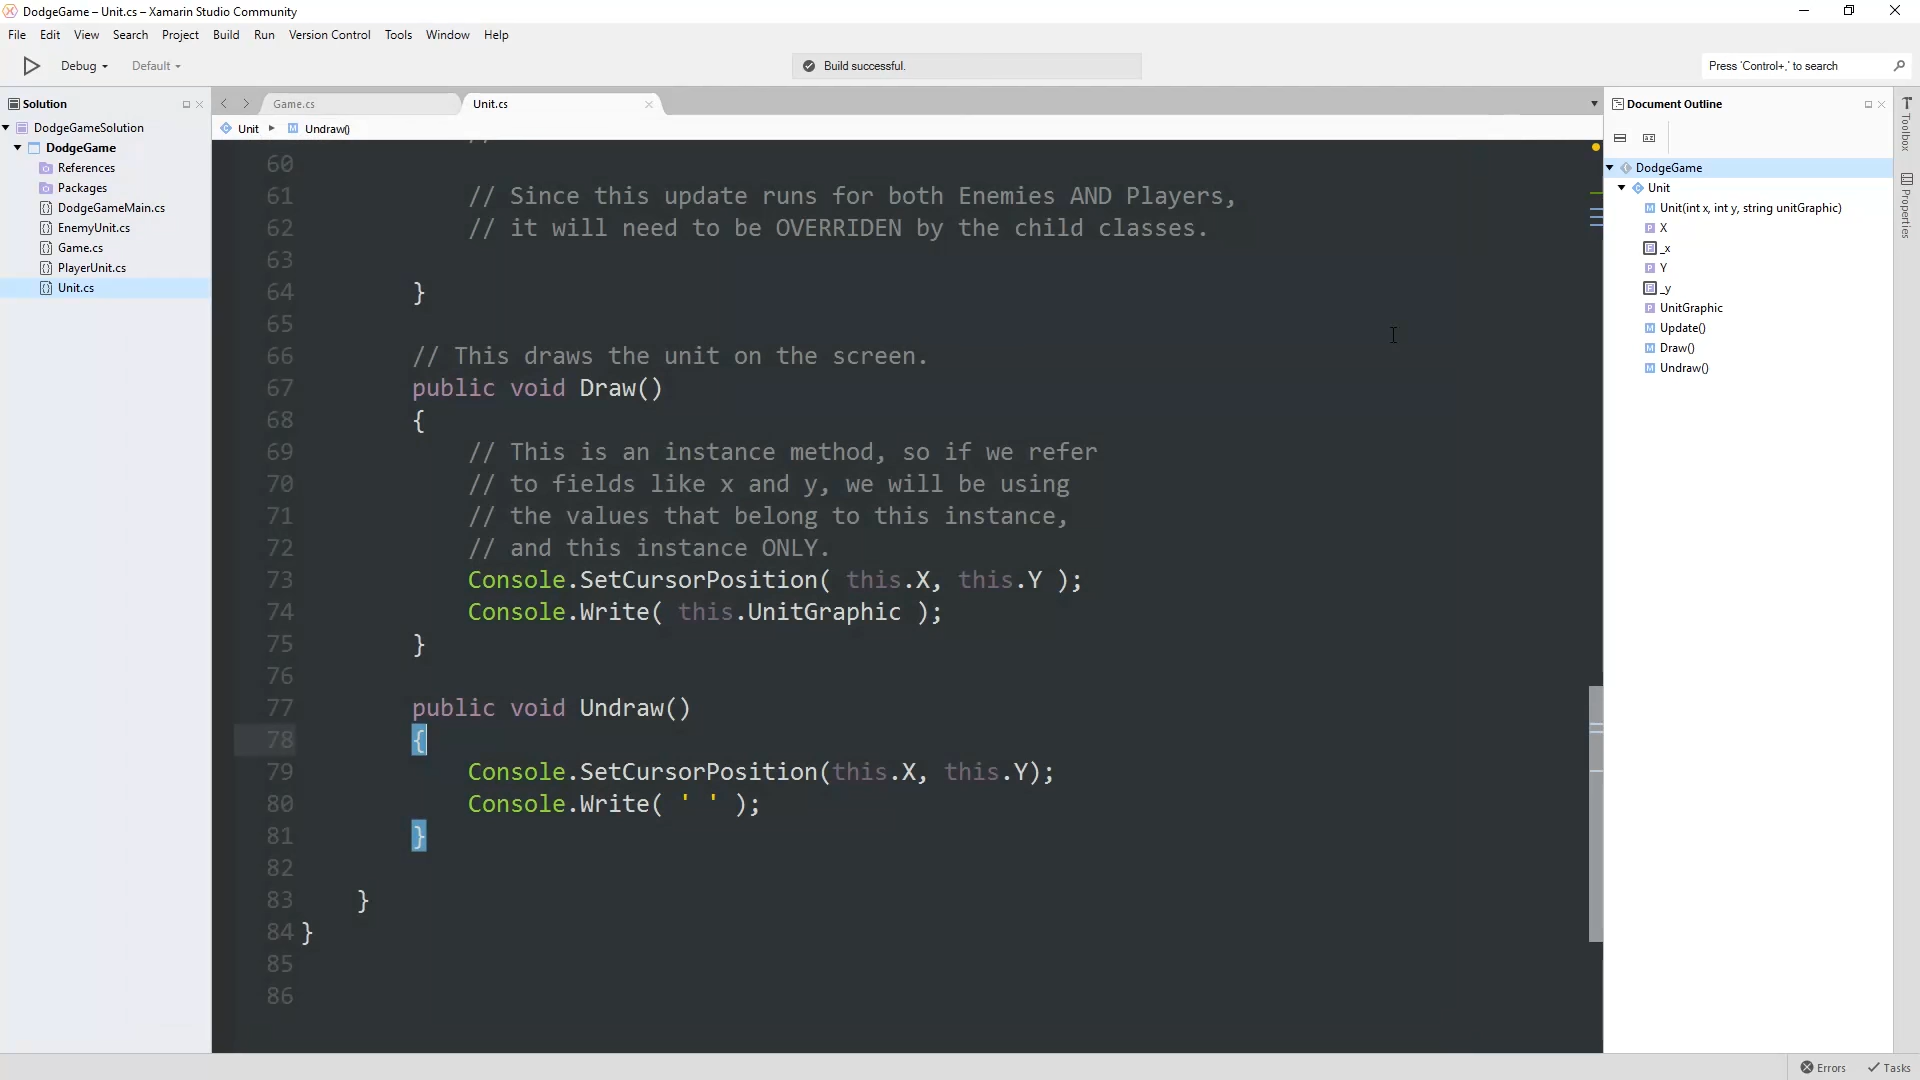 DodgeGame – Unit.cs – Xamarin Studio Community
File Edit View Search Project Build Run Version Control Tools Window Help
Debug Default Build successful. Press 'Control+,' to search
Solution
DodgeGameSolution
DodgeGame
References
Packages
DodgeGameMain.cs
EnemyUnit.cs
Game.cs
PlayerUnit.cs
Unit.cs
Game.cs Unit.cs
Unit Undraw()
60
61 // Since this update runs for both Enemies AND Players,
62 // it will need to be OVERRIDEN by the child classes.
63
64 }
65
66 // This draws the unit on the screen.
67 public void Draw()
68 {
69 // This is an instance method, so if we refer
70 // to fields like x and y, we will be using
71 // the values that belong to this instance,
72 // and this instance ONLY.
73 Console.SetCursorPosition( this.X, this.Y );
74 Console.Write( this.UnitGraphic );
75 }
76
77 public void Undraw()
78 {
79 Console.SetCursorPosition(this.X, this.Y);
80 Console.Write( ' ' );
81 }
82
83 }
84 }
85
86
Document Outline
DodgeGame
Unit
Unit(int x, int y, string unitGraphic)
X
_x
Y
_y
UnitGraphic
Update()
Draw()
Undraw()
Toolbox
Properties
Errors Tasks